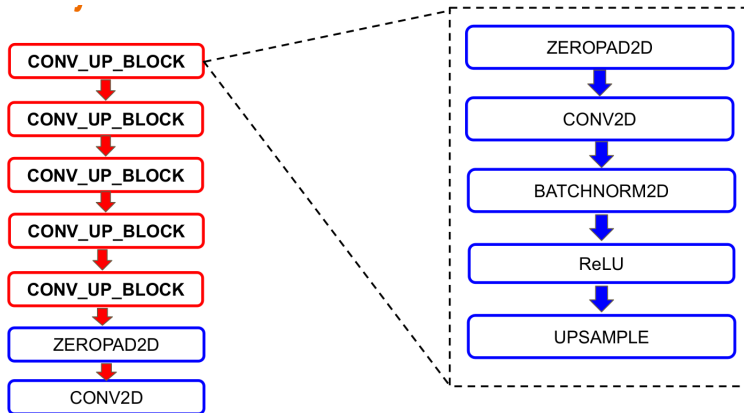 CONV_UP_BLOCK
CONV_UP_BLOCK
CONV_UP_BLOCK
CONV_UP_BLOCK
CONV_UP_BLOCK
ZEROPAD2D
CONV2D
ZEROPAD2D
CONV2D
BATCHNORM2D
ReLU
UPSAMPLE